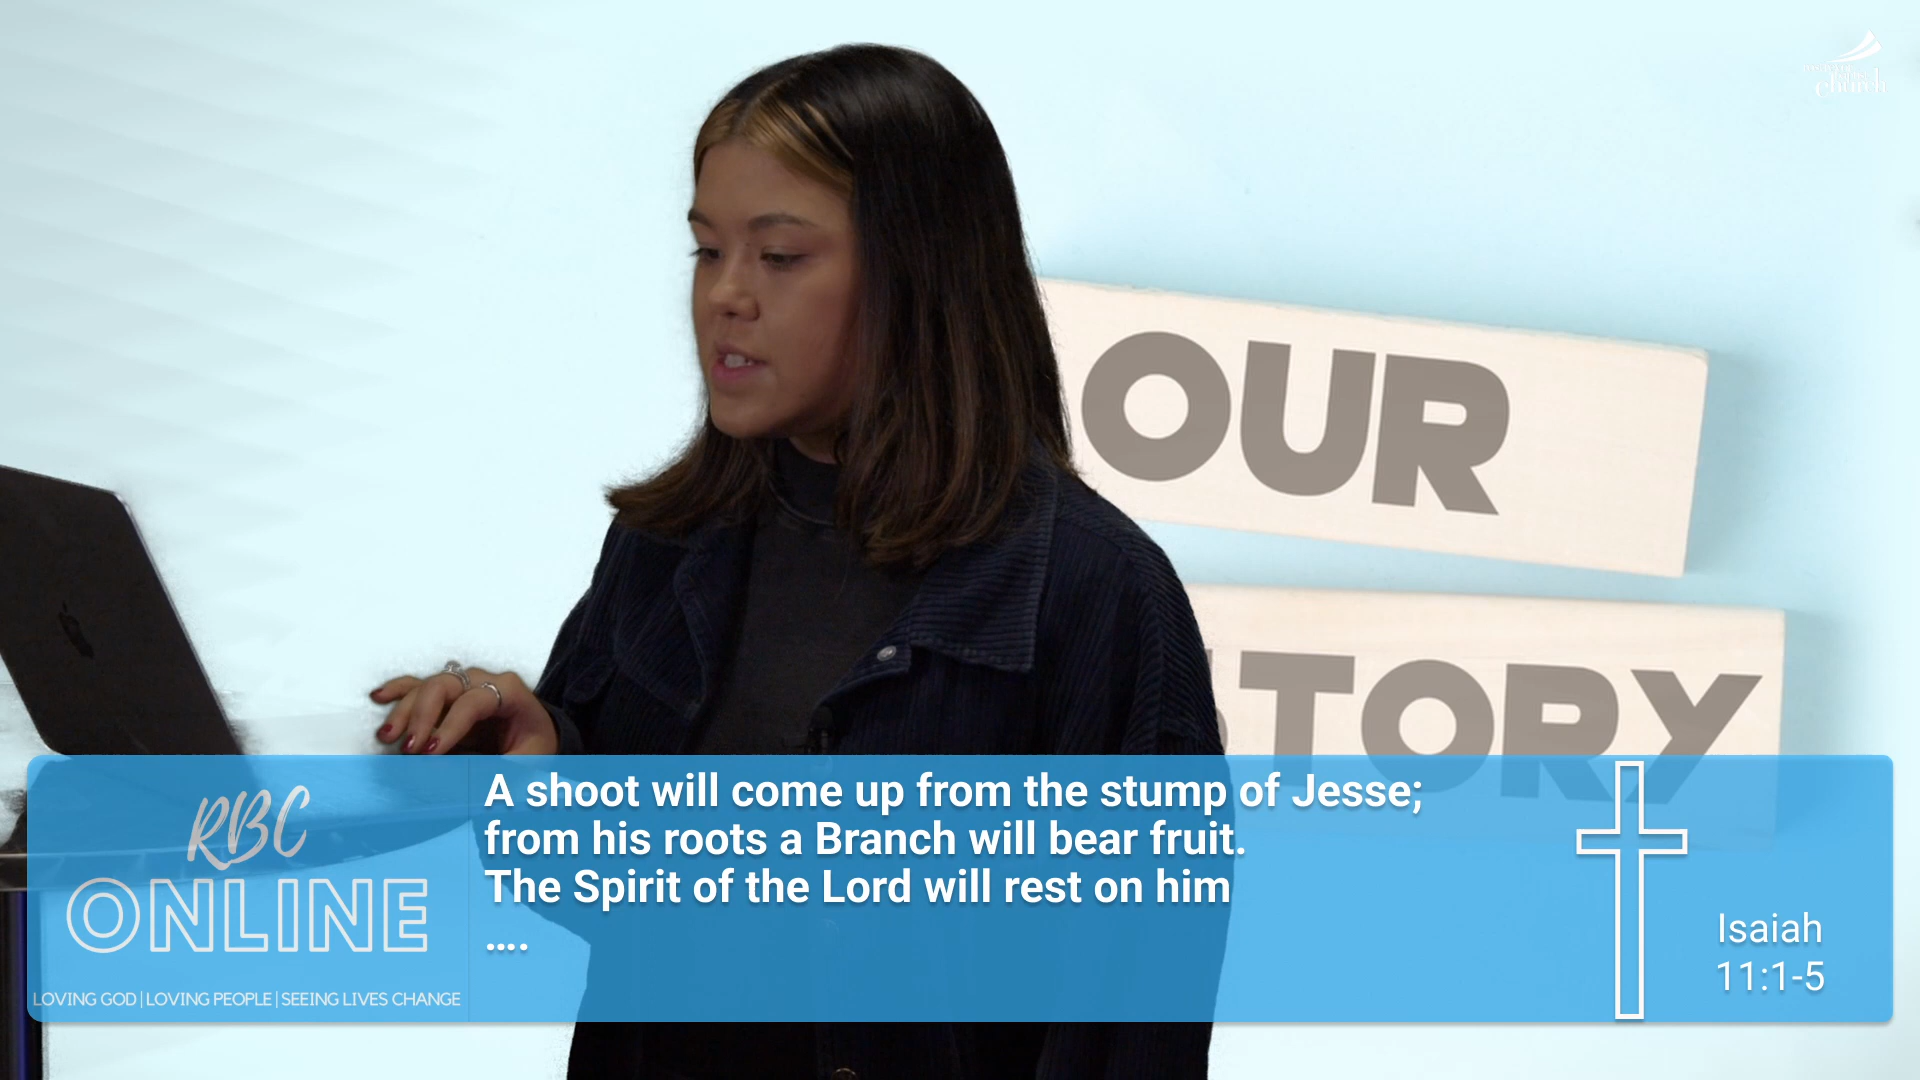 church
OUR
STORY
RBC
ONLINE
LOVING GOD | LOVING PEOPLE | SEEING LIVES CHANGE
A shoot will come up from the stump of Jesse;
from his roots a Branch will bear fruit.
The Spirit of the Lord will rest on him
....
Isaiah
11:1-5